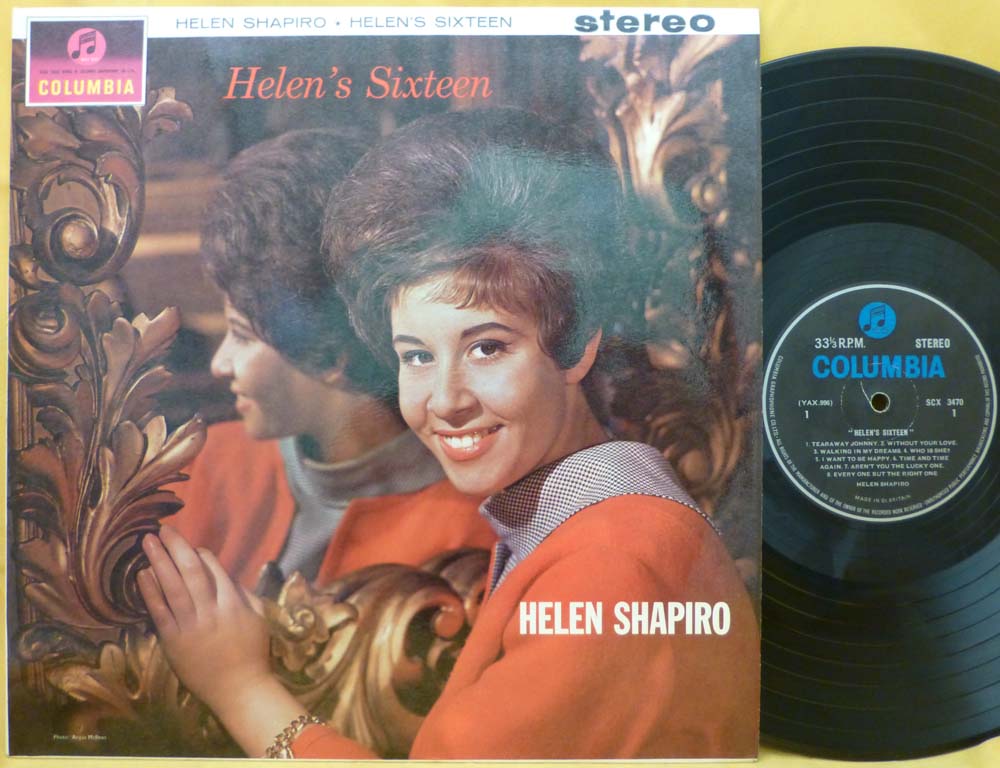 HELEN SHAPIRO • HELEN'S SIXTEEN
stereo
COLUMBIA
Helen's Sixteen
HELEN SHAPIRO
Photo: Angus McBean
33⅓ R.P.M.
STEREO
COLUMBIA
(YAX.996)
1
SCX 3470
1
"HELEN'S SIXTEEN"
1. TEARAWAY JOHNNY. 2. WITHOUT YOUR LOVE.
3. WALKING IN MY DREAMS. 4. WHO IS SHE?
5. I WANT TO BE HAPPY. 6. TIME AND TIME
AGAIN. 7. AREN'T YOU THE LUCKY ONE.
8. EVERY ONE BUT THE RIGHT ONE.
HELEN SHAPIRO
MADE IN GT. BRITAIN